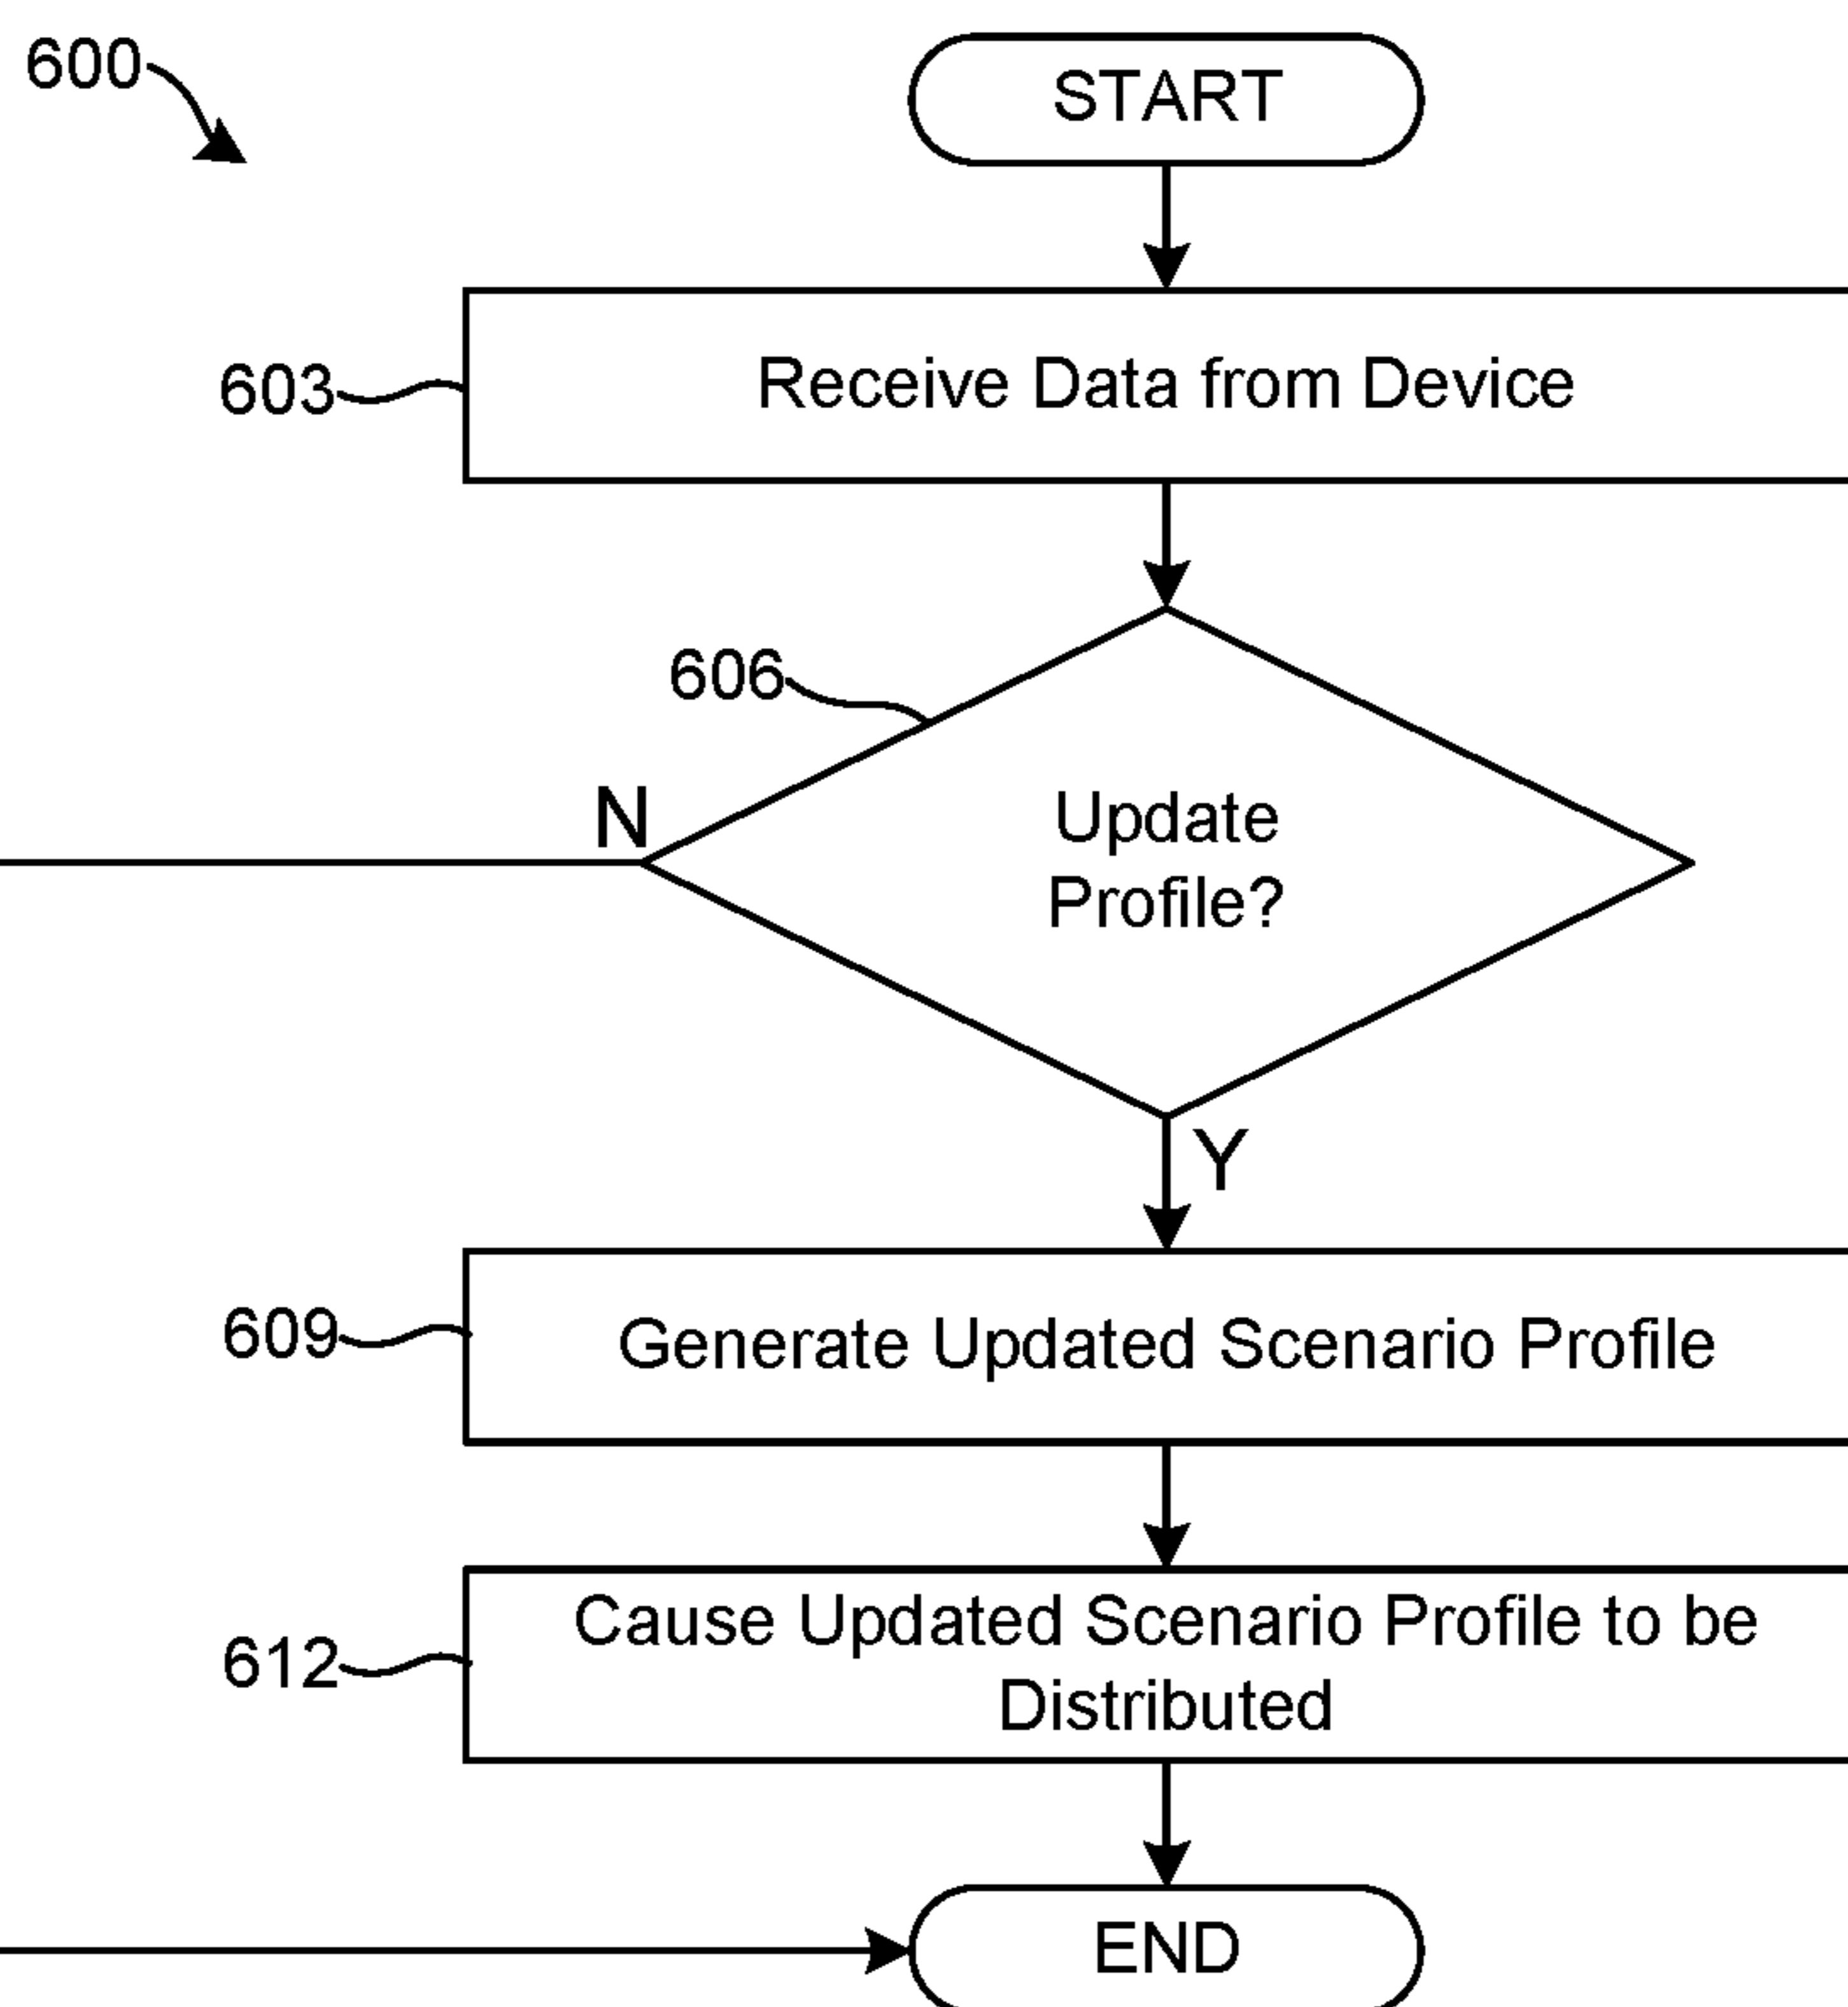 600
START
603
Receive Data from Device
606
N
Update
Profile?
Y
609
Generate Updated Scenario Profile
612
Cause Updated Scenario Profile to be
Distributed
END